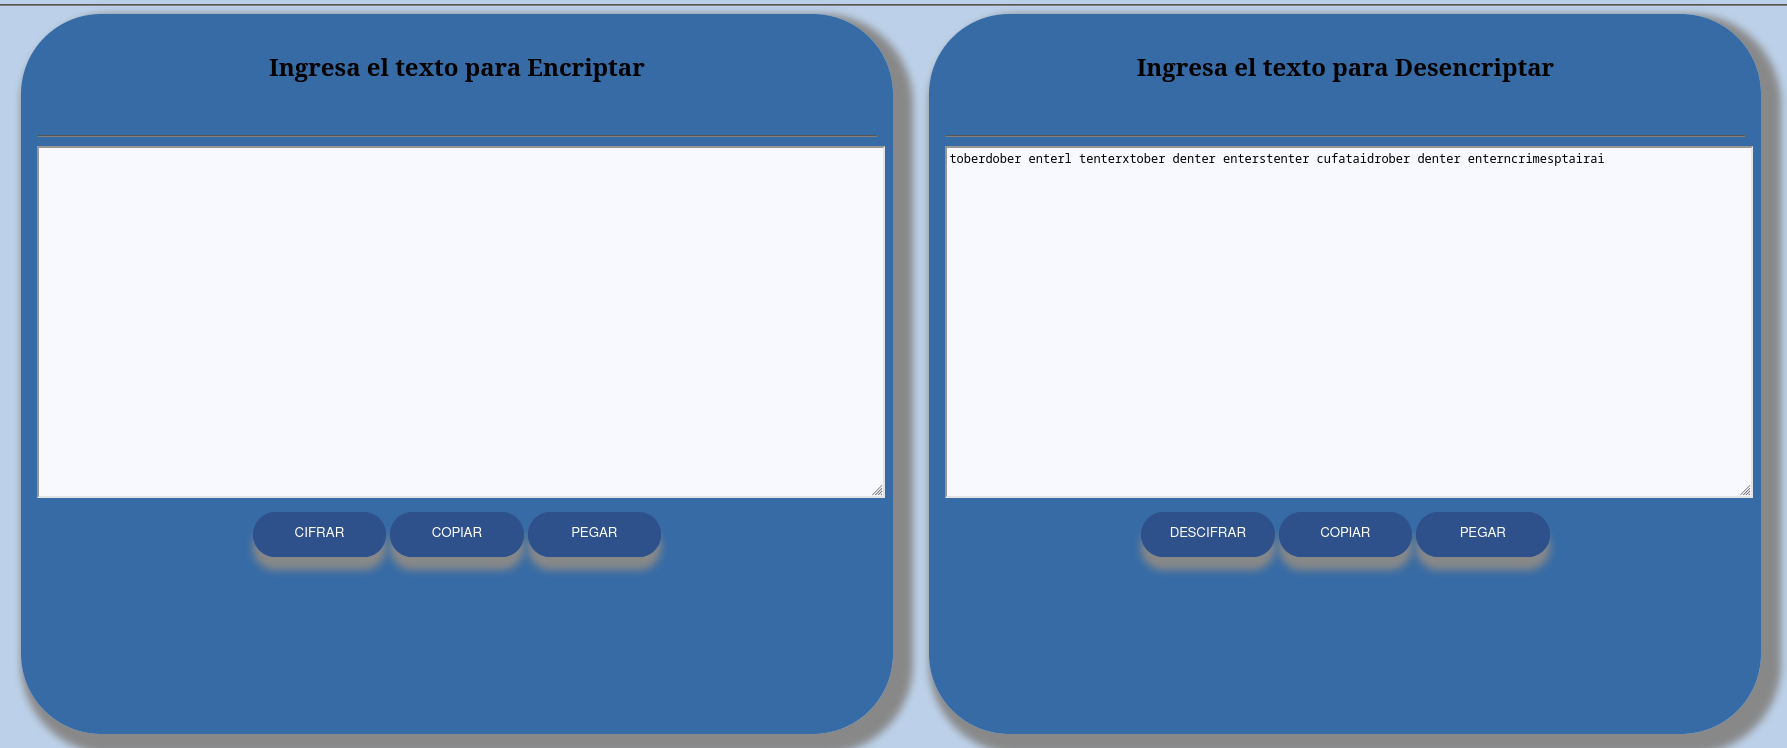 Ingresa el texto para Encriptar
CIFRAR COPIAR PEGAR
Ingresa el texto para Desencriptar
toberdober enterl tenterxtober denter enterstenter cufataidrober denter enterncrimesptairai
DESCIFRAR COPIAR PEGAR